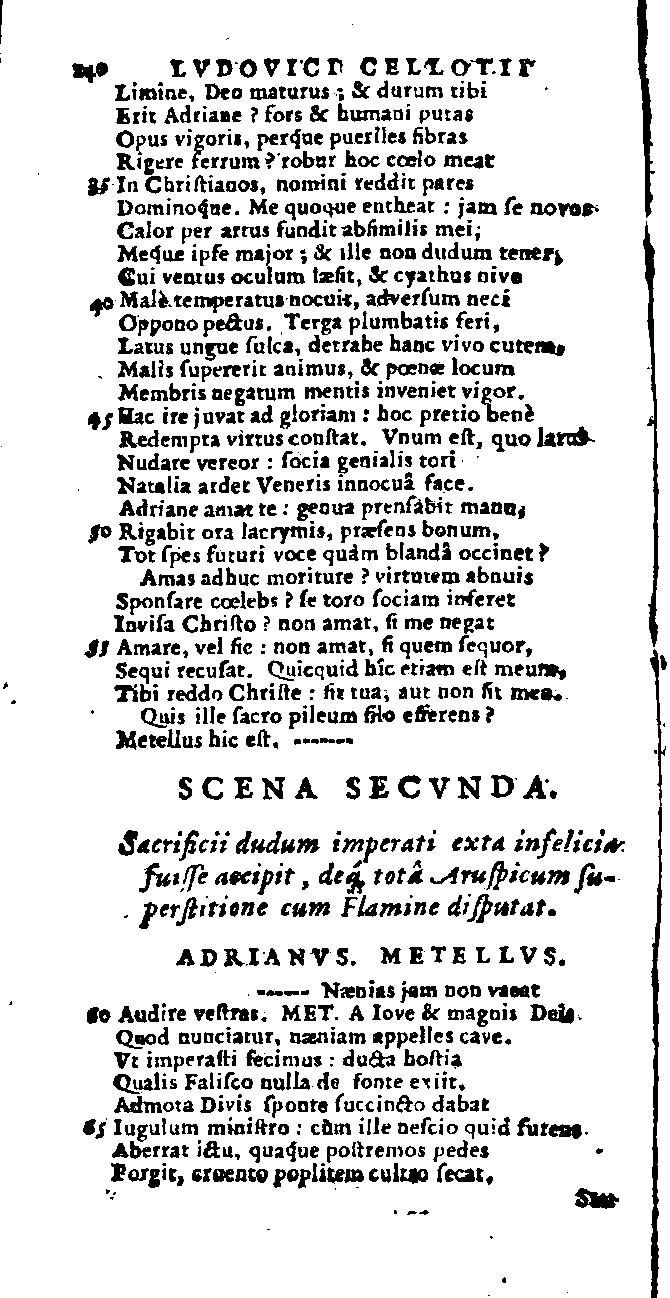 240 LVDOVICI CELLOTII
Limine, Deo maturus ; & durum tibi
Erit Adriane ? fors & humani putas
Opus vigoris, perq́ue pueriles fibras
Rigere ferrum ? robur hoc cœlo meat
35 In Chriſtianos, nomini reddit pares
Dominoq́ue. Me quoque entheat : jam ſe novos
Calor per artus fundit abſimilis mei;
Meq́ue ipſe major ; & ille non dudum tener,
Cui ventus oculum læſit, & cyathus nive
40 Malè temperatus nocuit, adverſum neci
Oppono pectus. Terga plumbatis feri,
Latus ungue ſulca, detrahe hanc vivo cutem,
Malis ſupererit animus, & pœnæ locum
Membris negatum mentis inveniet vigor.
45 Hac ire juvat ad gloriam : hoc pretio benè
Redempta virtus conſtat. Vnum eſt, quo latus
Nudare vereor : ſocia genialis tori
Natalia ardet Veneris innocuâ face.
Adriane amat te : genua prenſabit manu,
50 Rigabit ora lacrymis, præſens bonum,
Tot ſpes futuri voce quàm blandâ occinet ?
Amas adhuc moriture ? virtutem abnuis
Sponſare cœlebs ? ſe toro ſociam inferet
Inviſa Chriſto ? non amat, ſi me negat
55 Amare, vel ſic : non amat, ſi quem ſequor,
Sequi recuſat. Quicquid hîc etiam eſt meum,
Tibi reddo Chriſte : ſit tua, aut non ſit mea.
Quis ille ſacro pileum filo efferens ?
Metellus hic eſt. -------
SCENA SECVNDA.
Sacrificii dudum imperati exta infelicia
fuiſſe accipit, deq́; totâ Aruſpicum ſu-
perſtitione cum Flamine diſputat.
ADRIANVS. METELLVS.
------ Nænias jam non vacat
60 Audire veſtras. MET. A Iove & magnis Deis
Quod nunciatur, næniam appelles cave.
Vt imperaſti fecimus : ducta hoſtia
Qualis Faliſco nulla de fonte exiit,
Admota Divis ſponte ſuccincto dabat
65 Iugulum miniſtro : cùm ille neſcio quid furens
Aberrat ictu, quaque poſtremos pedes
Porgit, cruento poplitem cultro ſecat.